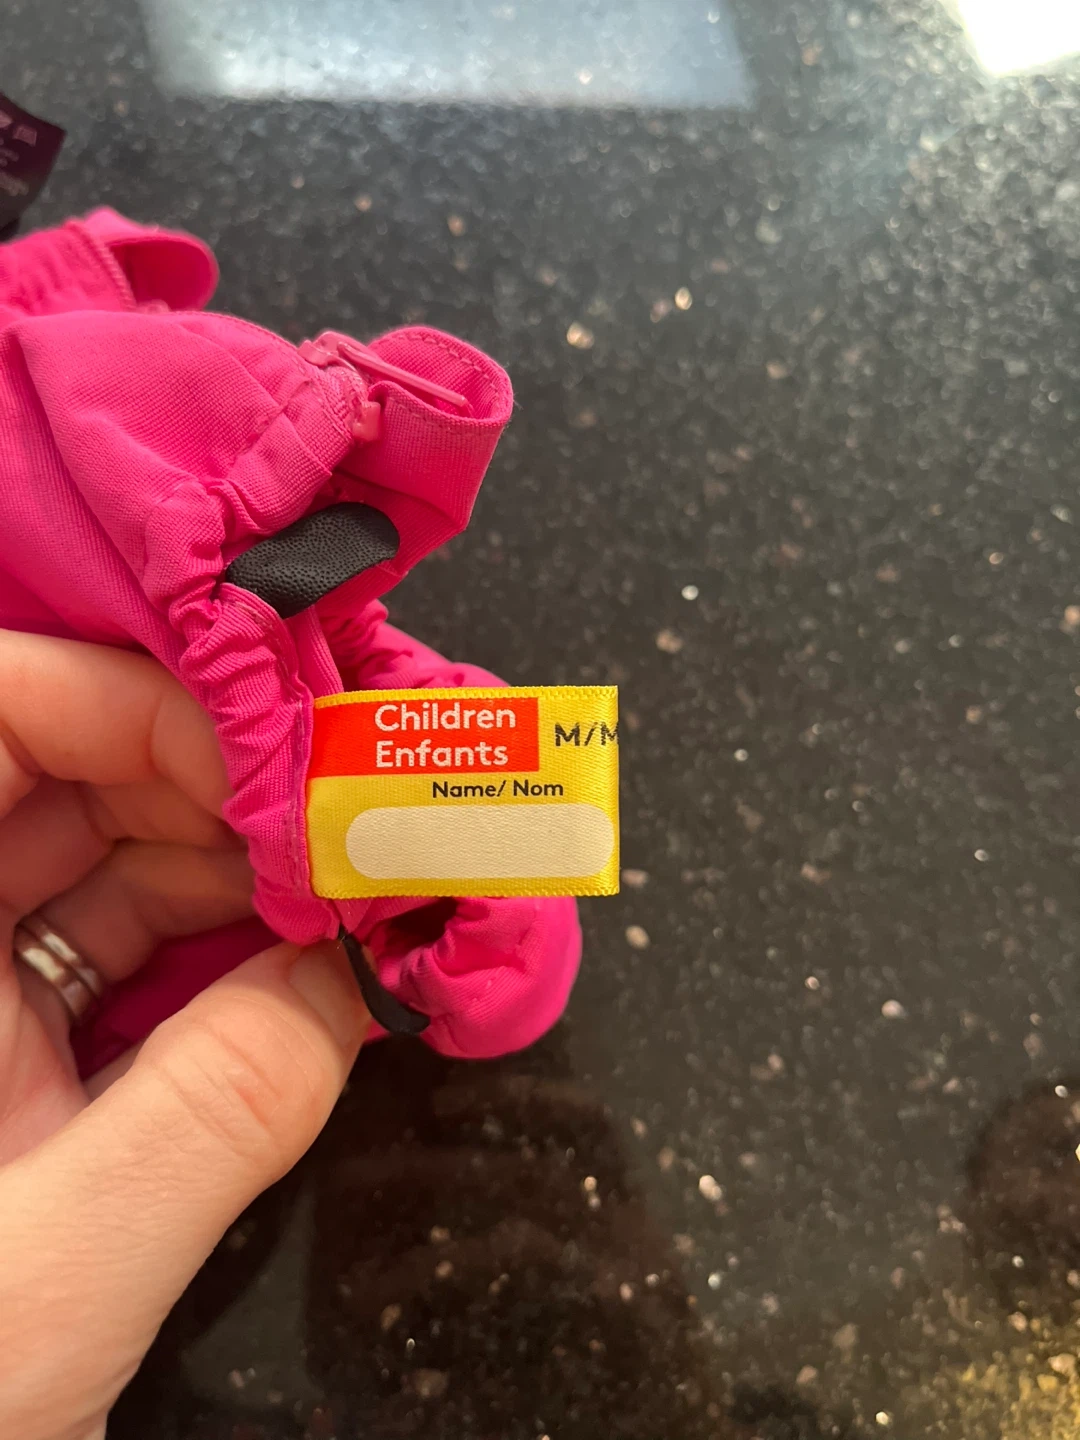 Children
Enfants
M/M
Name/ Nom